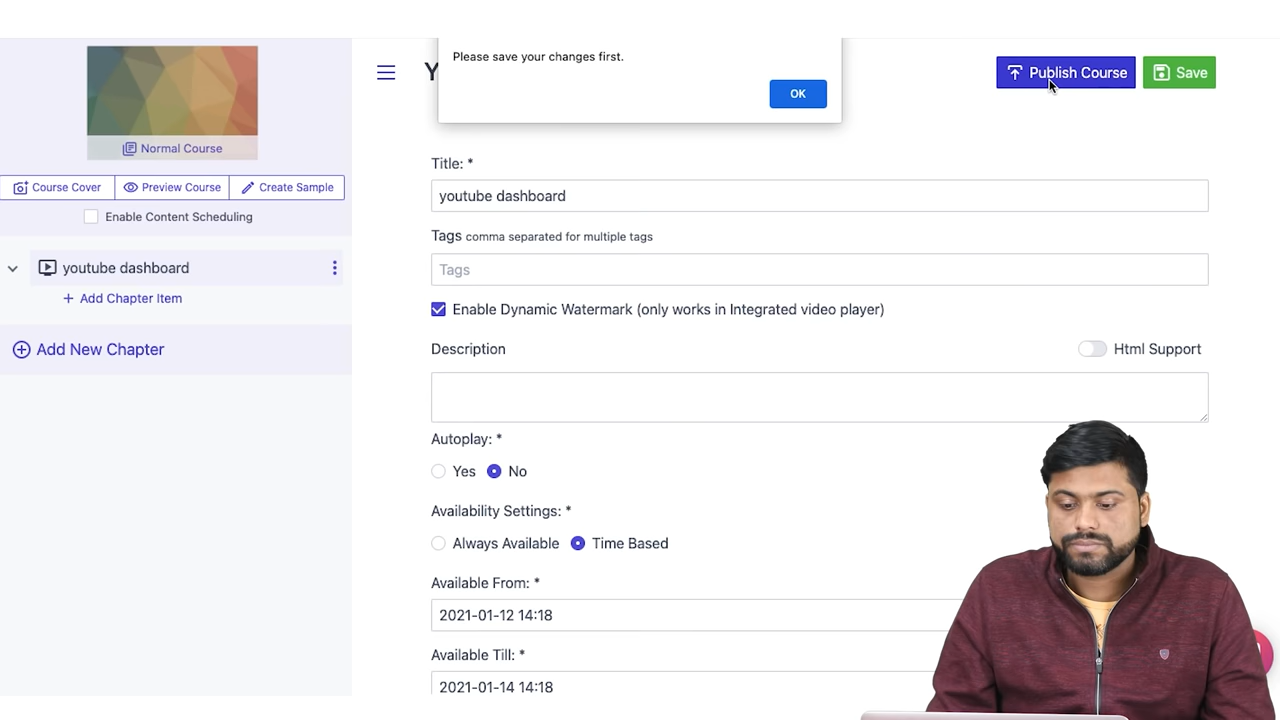 Please save your changes first.
OK
Y
Publish Course
Save
Normal Course
Course Cover
Preview Course
Create Sample
Enable Content Scheduling
youtube dashboard
+ Add Chapter Item
Add New Chapter
Title: *
youtube dashboard
Tags comma separated for multiple tags
Tags
Enable Dynamic Watermark (only works in Integrated video player)
Description
Html Support
Autoplay: *
Yes
No
Availability Settings: *
Always Available
Time Based
Available From: *
2021-01-12 14:18
Available Till: *
2021-01-14 14:18